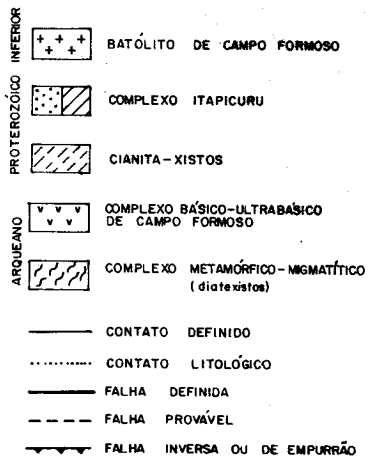 INFERIOR
PROTEROZÓICO
ARQUEANO
BATÓLITO DE CAMPO FORMOSO
COMPLEXO ITAPICURU
CIANITA-XISTOS
COMPLEXO BÁSICO-ULTRABÁSICO
DE CAMPO FORMOSO
COMPLEXO METAMÓRFICO-MIGMATÍTICO
(diatexistos)
CONTATO DEFINIDO
CONTATO LITOLÓGICO
FALHA DEFINIDA
FALHA PROVÁVEL
FALHA INVERSA OU DE EMPURRÃO